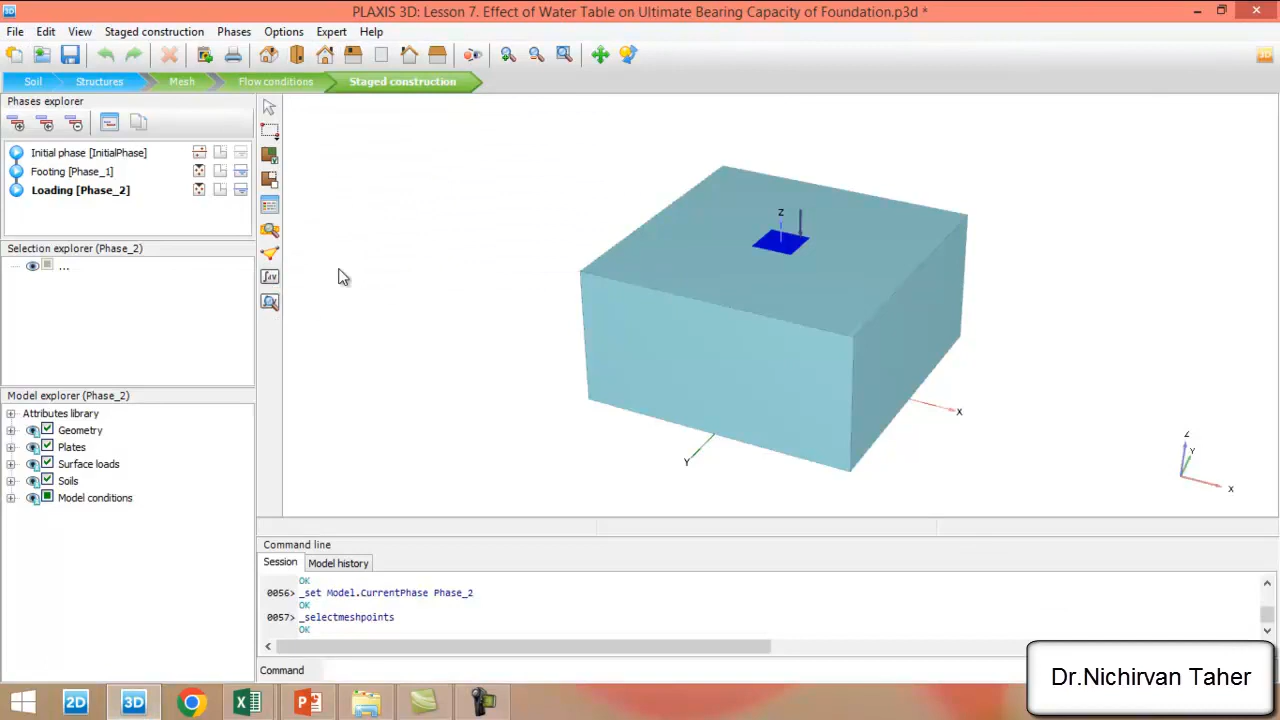 PLAXIS 3D: Lesson 7. Effect of Water Table on Ultimate Bearing Capacity of Foundation.p3d *
File Edit View Staged construction Phases Options Expert Help
Soil Structures Mesh Flow conditions Staged construction
Phases explorer
Initial phase [InitialPhase]
Footing [Phase_1]
Loading [Phase_2]
Selection explorer (Phase_2)
...
Model explorer (Phase_2)
Attributes library
Geometry
Plates
Surface loads
Soils
Model conditions
Z
X
Y
Z
Y
X
Command line
Session Model history
OK
0056> _set Model.CurrentPhase Phase_2
OK
0057> _selectmeshpoints
OK
Command
2D 3D
Dr.Nichirvan Taher